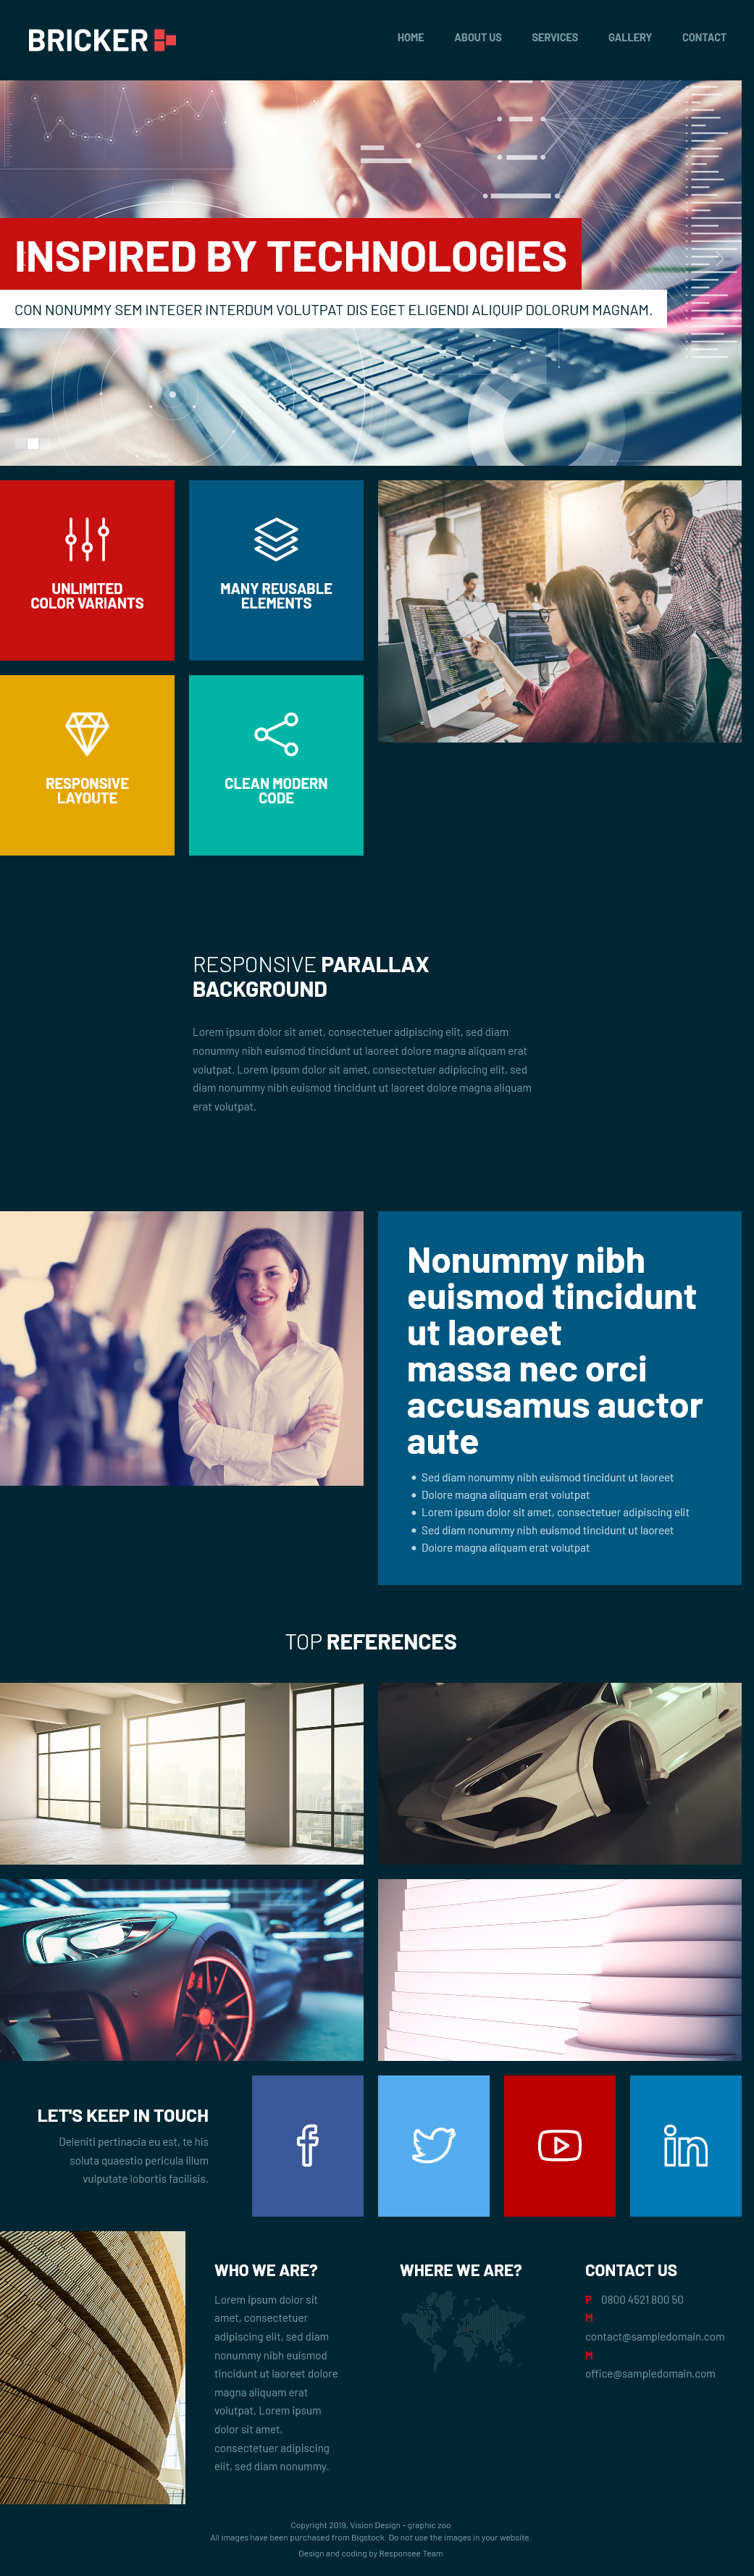 BRICKER
HOME ABOUT US SERVICES GALLERY CONTACT
INSPIRED BY TECHNOLOGIES
CON NONUMMY SEM INTEGER INTERDUM VOLUTPAT DIS EGET ELIGENDI ALIQUIP DOLORUM MAGNAM.
UNLIMITED
COLOR VARIANTS
MANY REUSABLE
ELEMENTS
RESPONSIVE
LAYOUTE
CLEAN MODERN
CODE
RESPONSIVE PARALLAX
BACKGROUND
Lorem ipsum dolor sit amet, consectetuer adipiscing elit, sed diam
nonummy nibh euismod tincidunt ut laoreet dolore magna aliquam erat
volutpat. Lorem ipsum dolor sit amet, consectetuer adipiscing elit, sed
diam nonummy nibh euismod tincidunt ut laoreet dolore magna aliquam
erat volutpat.
Nonummy nibh
euismod tincidunt
ut laoreet
massa nec orci
accusamus auctor
aute
Sed diam nonummy nibh euismod tincidunt ut laoreet
Dolore magna aliquam erat volutpat
Lorem ipsum dolor sit amet, consectetuer adipiscing elit
Sed diam nonummy nibh euismod tincidunt ut laoreet
Dolore magna aliquam erat volutpat
TOP REFERENCES
LET'S KEEP IN TOUCH
Deleniti pertinacia eu est, te his
soluta quaestio pericula illum
vulputate lobortis facilisis.
WHO WE ARE?
Lorem ipsum dolor sit
amet, consectetuer
adipiscing elit, sed diam
nonummy nibh euismod
tincidunt ut laoreet dolore
magna aliquam erat
volutpat. Lorem ipsum
dolor sit amet,
consectetuer adipiscing
elit, sed diam nonummy.
WHERE WE ARE?
CONTACT US
P 0800 4521 800 50
M
contact@sampledomain.com
M
office@sampledomain.com
Copyright 2019, Vision Design - graphic zoo
All images have been purchased from Bigstock. Do not use the images in your website.
Design and coding by Responsee Team